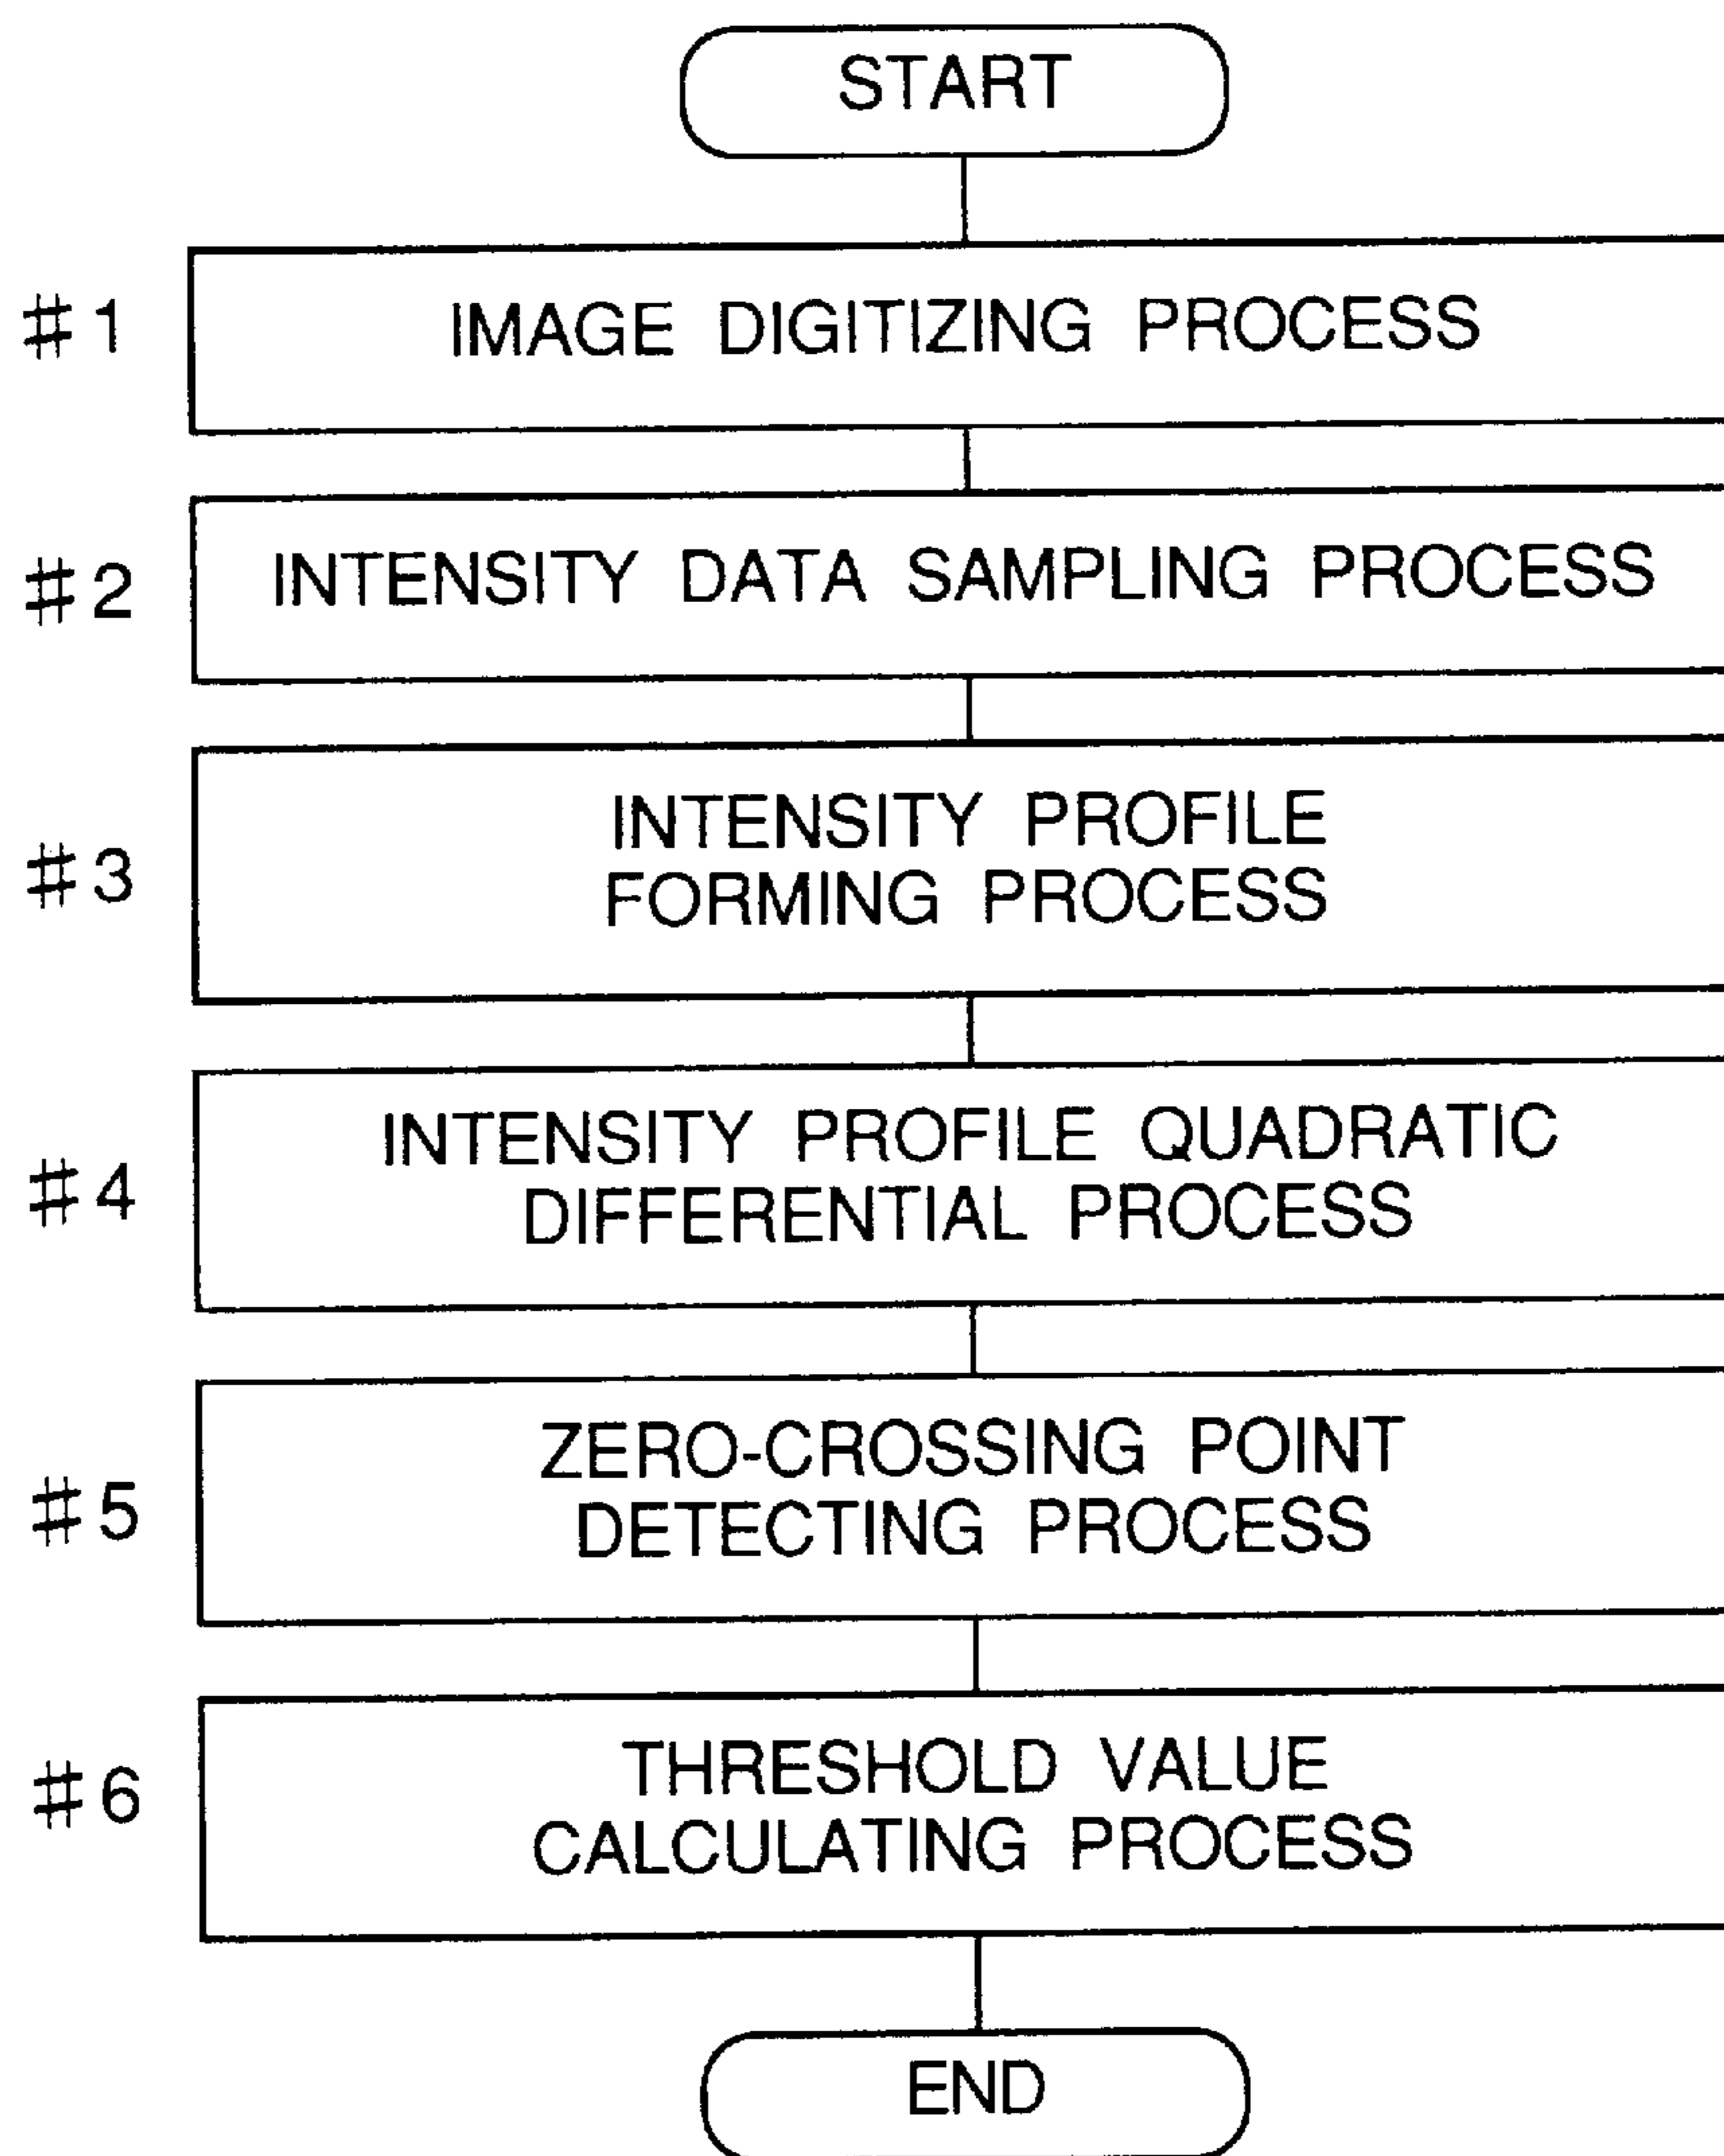 START
#1
IMAGE DIGITIZING PROCESS
#2
INTENSITY DATA SAMPLING PROCESS
#3
INTENSITY PROFILE
FORMING PROCESS
#4
INTENSITY PROFILE QUADRATIC
DIFFERENTIAL PROCESS
#5
ZERO-CROSSING POINT
DETECTING PROCESS
#6
THRESHOLD VALUE
CALCULATING PROCESS
END